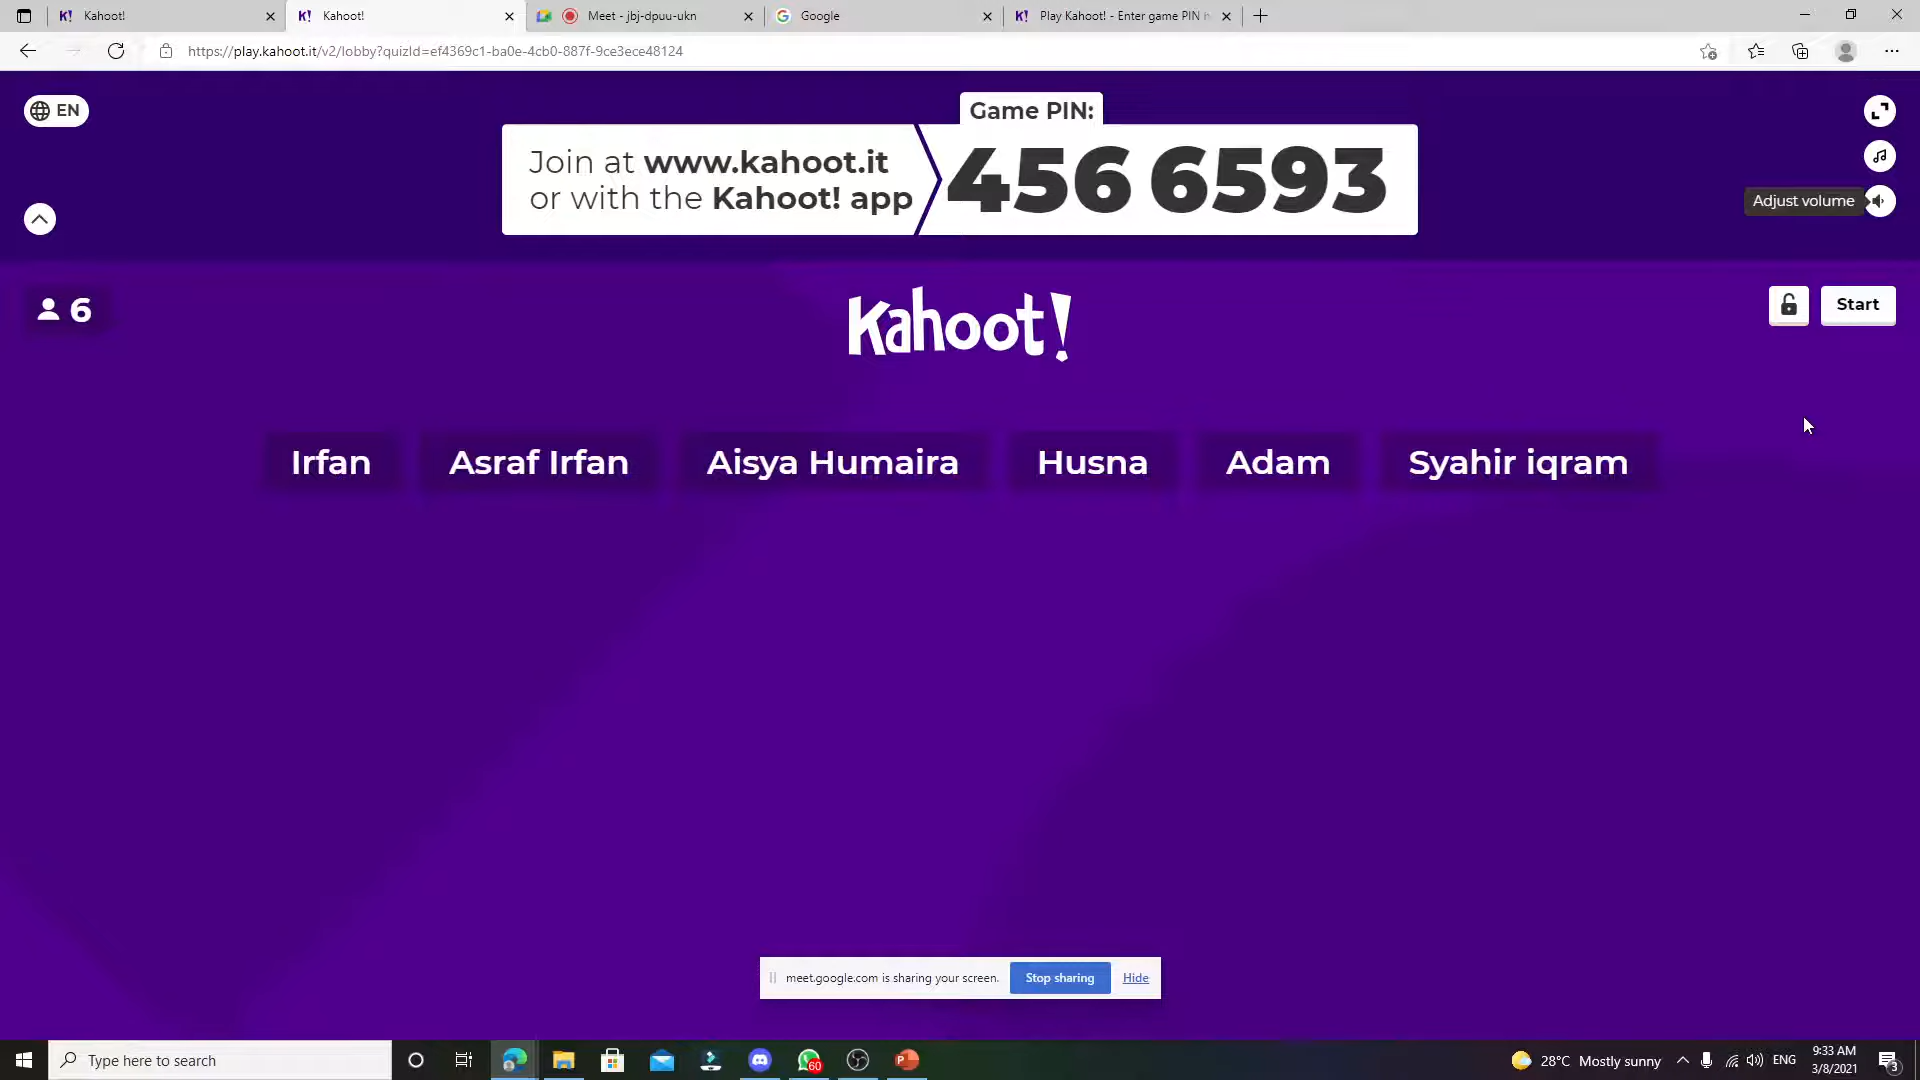 Kahoot!
Kahoot!
Meet - jbj-dpuu-ukn
Google
Play Kahoot! - Enter game PIN
https://play.kahoot.it/v2/lobby?quizId=ef4369c1-ba0e-4cb0-887f-9ce3ece48124
EN
Game PIN:
Join at www.kahoot.it
or with the Kahoot! app
456 6593
Adjust volume
6
Kahoot!
Start
Irfan
Asraf Irfan
Aisya Humaira
Husna
Adam
Syahir iqram
meet.google.com is sharing your screen.
Stop sharing
Hide
Type here to search
60
28°C Mostly sunny
ENG
9:33 AM
3/8/2021
3